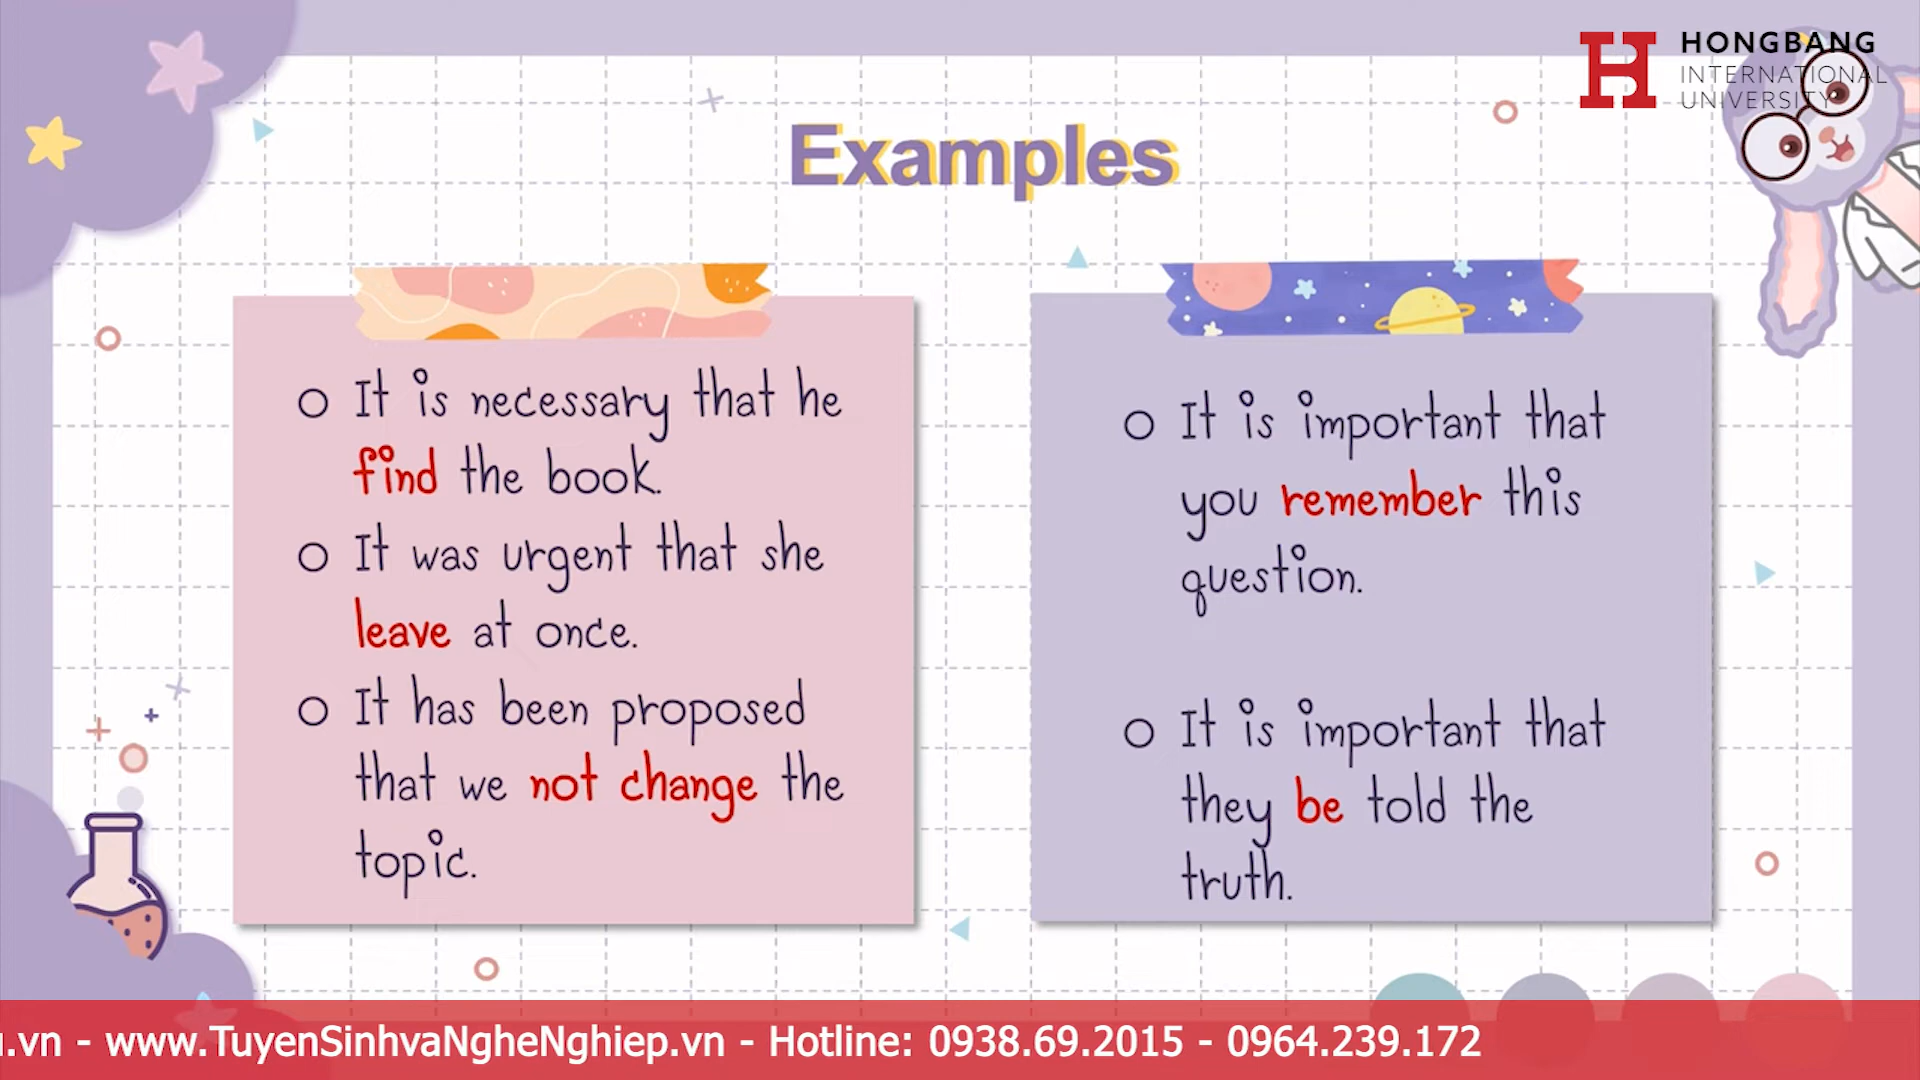 HONGBANG
INTERNATIONAL
UNIVERSITY
Examples
It is necessary that he
find the book.
It was urgent that she
leave at once.
It has been proposed
that we not change the
topic.
It is important that
you remember this
question.
It is important that
they be told the
truth.
.vn - www.TuyenSinhvaNgheNghiep.vn - Hotline: 0938.69.2015 - 0964.239.172